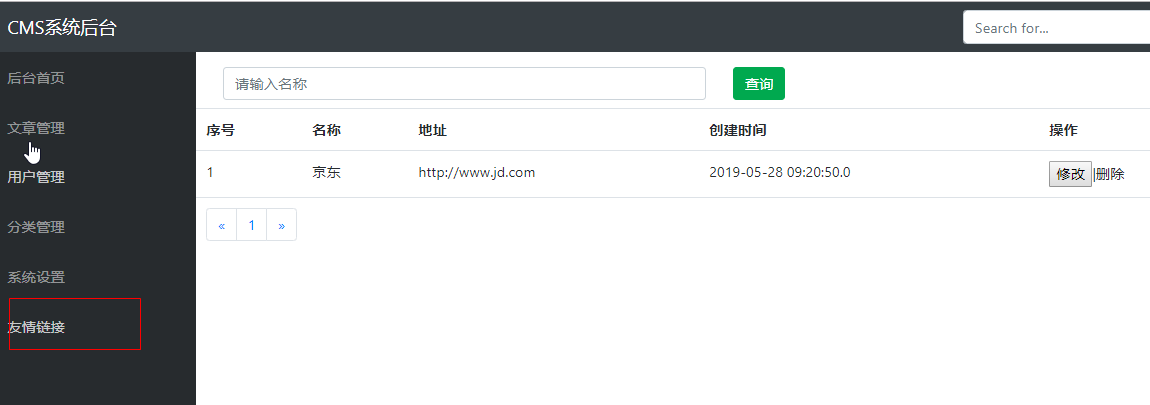 CMS系统后台 Search for...
后台首页
文章管理
用户管理
分类管理
系统设置
友情链接
请输入名称 查询
序号 名称 地址 创建时间 操作
1 京东 http://www.jd.com 2019-05-28 09:20:50.0 修改|删除
« 1 »